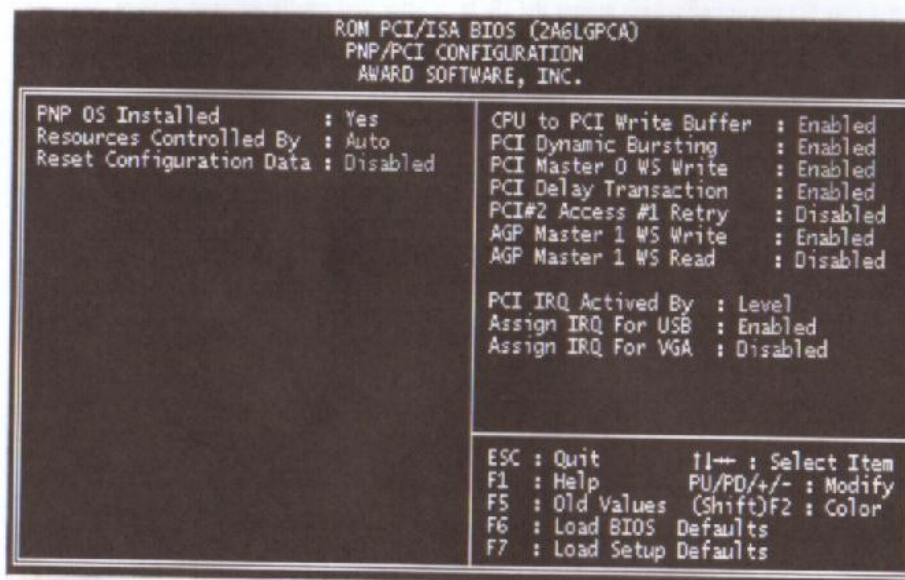 ROM PCI/ISA BIOS (2A6LGPCA)
PNP/PCI CONFIGURATION
AWARD SOFTWARE, INC.
PNP OS Installed : Yes
Resources Controlled By : Auto
Reset Configuration Data : Disabled
CPU to PCI Write Buffer : Enabled
PCI Dynamic Bursting : Enabled
PCI Master 0 WS Write : Enabled
PCI Delay Transaction : Enabled
PCI#2 Access #1 Retry : Disabled
AGP Master 1 WS Write : Enabled
AGP Master 1 WS Read : Disabled
PCI IRQ Actived By : Level
Assign IRQ For USB : Enabled
Assign IRQ For VGA : Disabled
ESC : Quit ↑↓→← : Select Item
F1 : Help PU/PD/+/- : Modify
F5 : Old Values (Shift)F2 : Color
F6 : Load BIOS Defaults
F7 : Load Setup Defaults